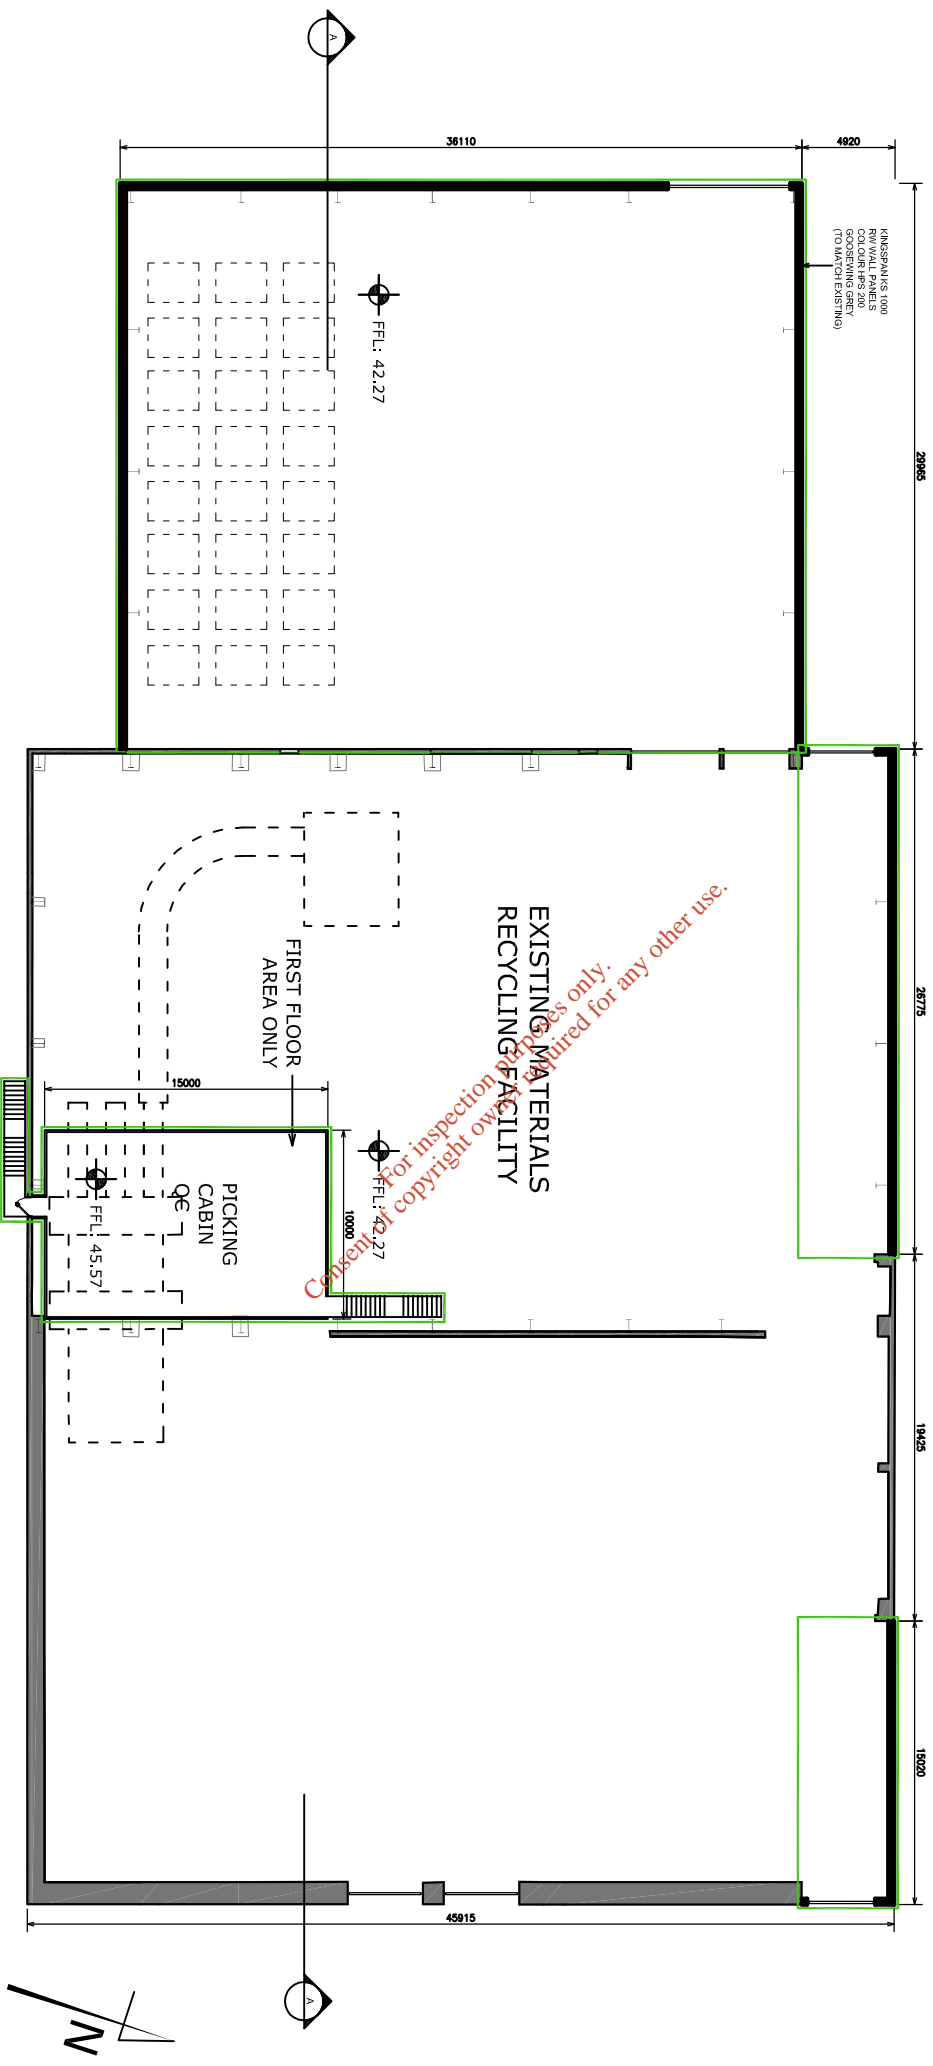 A
36110
4920
KINGSPAN KS 1000
RW WALL PANELS
COLOUR HPS 200
GOOSEWING GREY
(TO MATCH EXISTING)
29965
FFL: 42.27
EXISTING MATERIALS
RECYCLING FACILITY
26775
FIRST FLOOR
AREA ONLY
15000
10000
FFL: 42.27
PICKING
CABIN
FFL: 45.57
For inspection purposes only.
Consent of copyright owner required for any other use.
19425
15020
45915
A
N